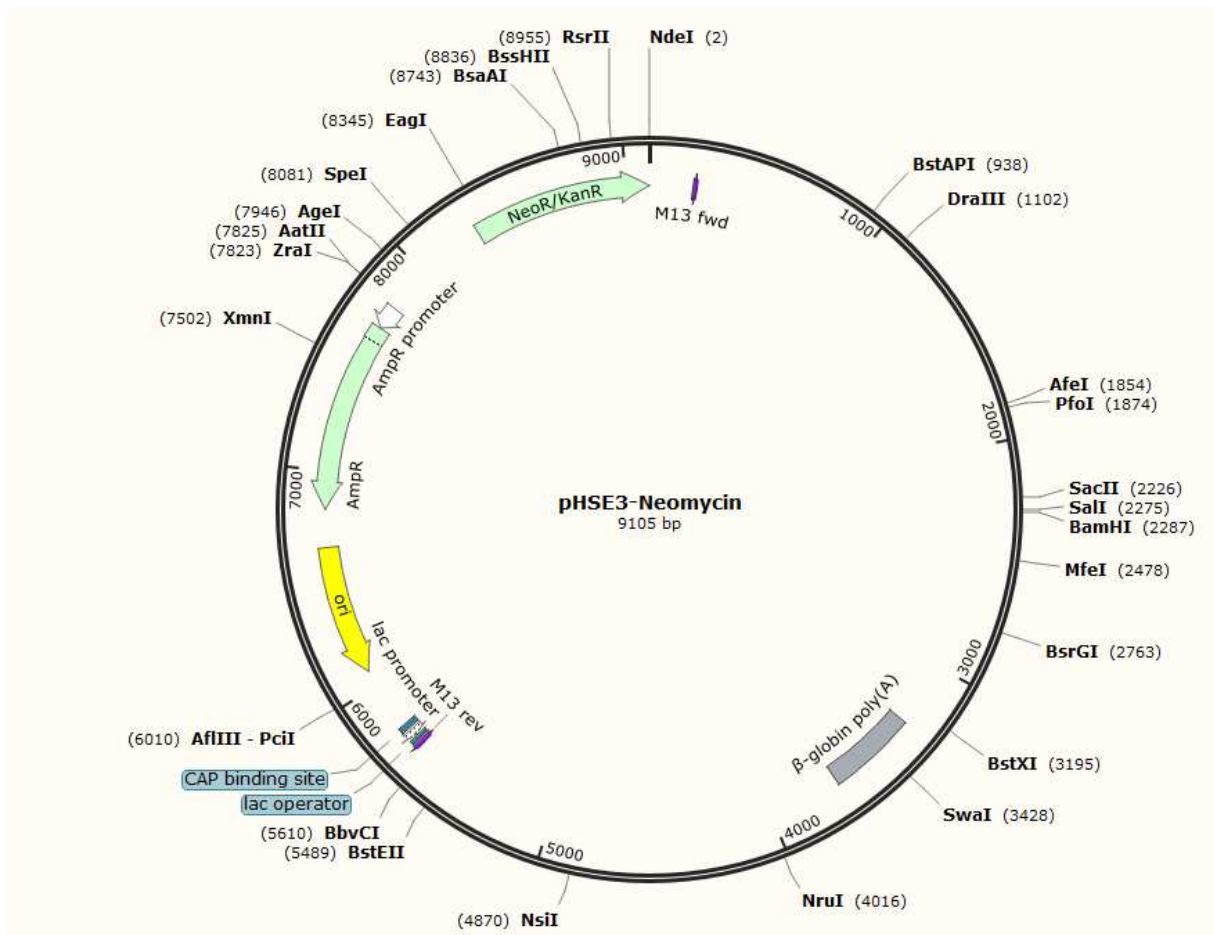 (8955) RsrII
NdeI (2)
(8836) BssHII
(8743) BsaAI
(8345) EagI
(8081) SpeI
(7946) AgeI
(7825) AatII
(7823) ZraI
(7502) XmnI
9000
NeoR/KanR
M13 fwd
BstAPI (938)
DraIII (1102)
1000
8000
AmpR promoter
AmpR
7000
AfeI (1854)
PfoI (1874)
2000
SacII (2226)
SalI (2275)
BamHI (2287)
MfeI (2478)
BsrGI (2763)
pHSE3-Neomycin
9105 bp
ori
lac promoter
M13 rev
3000
β-globin poly(A)
BstXI (3195)
SwaI (3428)
6000
(6010) AflIII - PciI
CAP binding site
lac operator
(5610) BbvCI
(5489) BstEII
4000
5000
NruI (4016)
(4870) NsiI